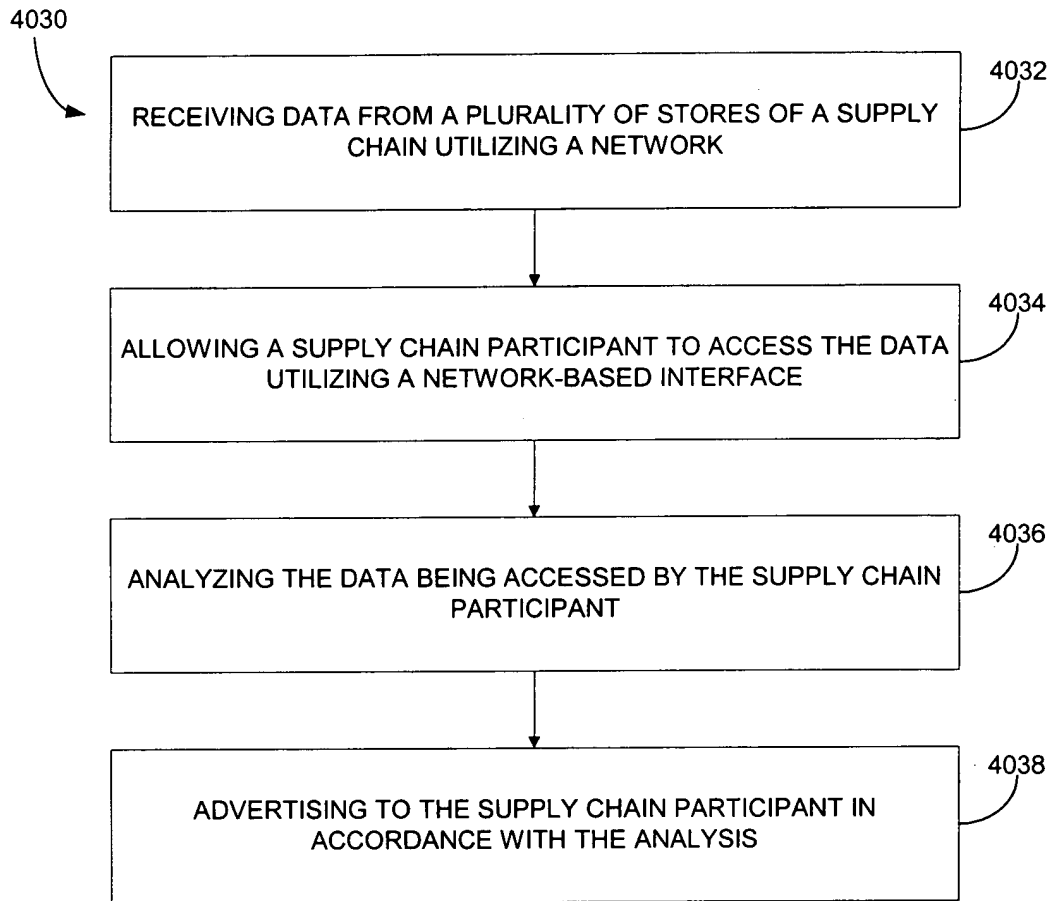 4030
4032
RECEIVING DATA FROM A PLURALITY OF STORES OF A SUPPLY
CHAIN UTILIZING A NETWORK
4034
ALLOWING A SUPPLY CHAIN PARTICIPANT TO ACCESS THE DATA
UTILIZING A NETWORK-BASED INTERFACE
4036
ANALYZING THE DATA BEING ACCESSED BY THE SUPPLY CHAIN
PARTICIPANT
4038
ADVERTISING TO THE SUPPLY CHAIN PARTICIPANT IN
ACCORDANCE WITH THE ANALYSIS